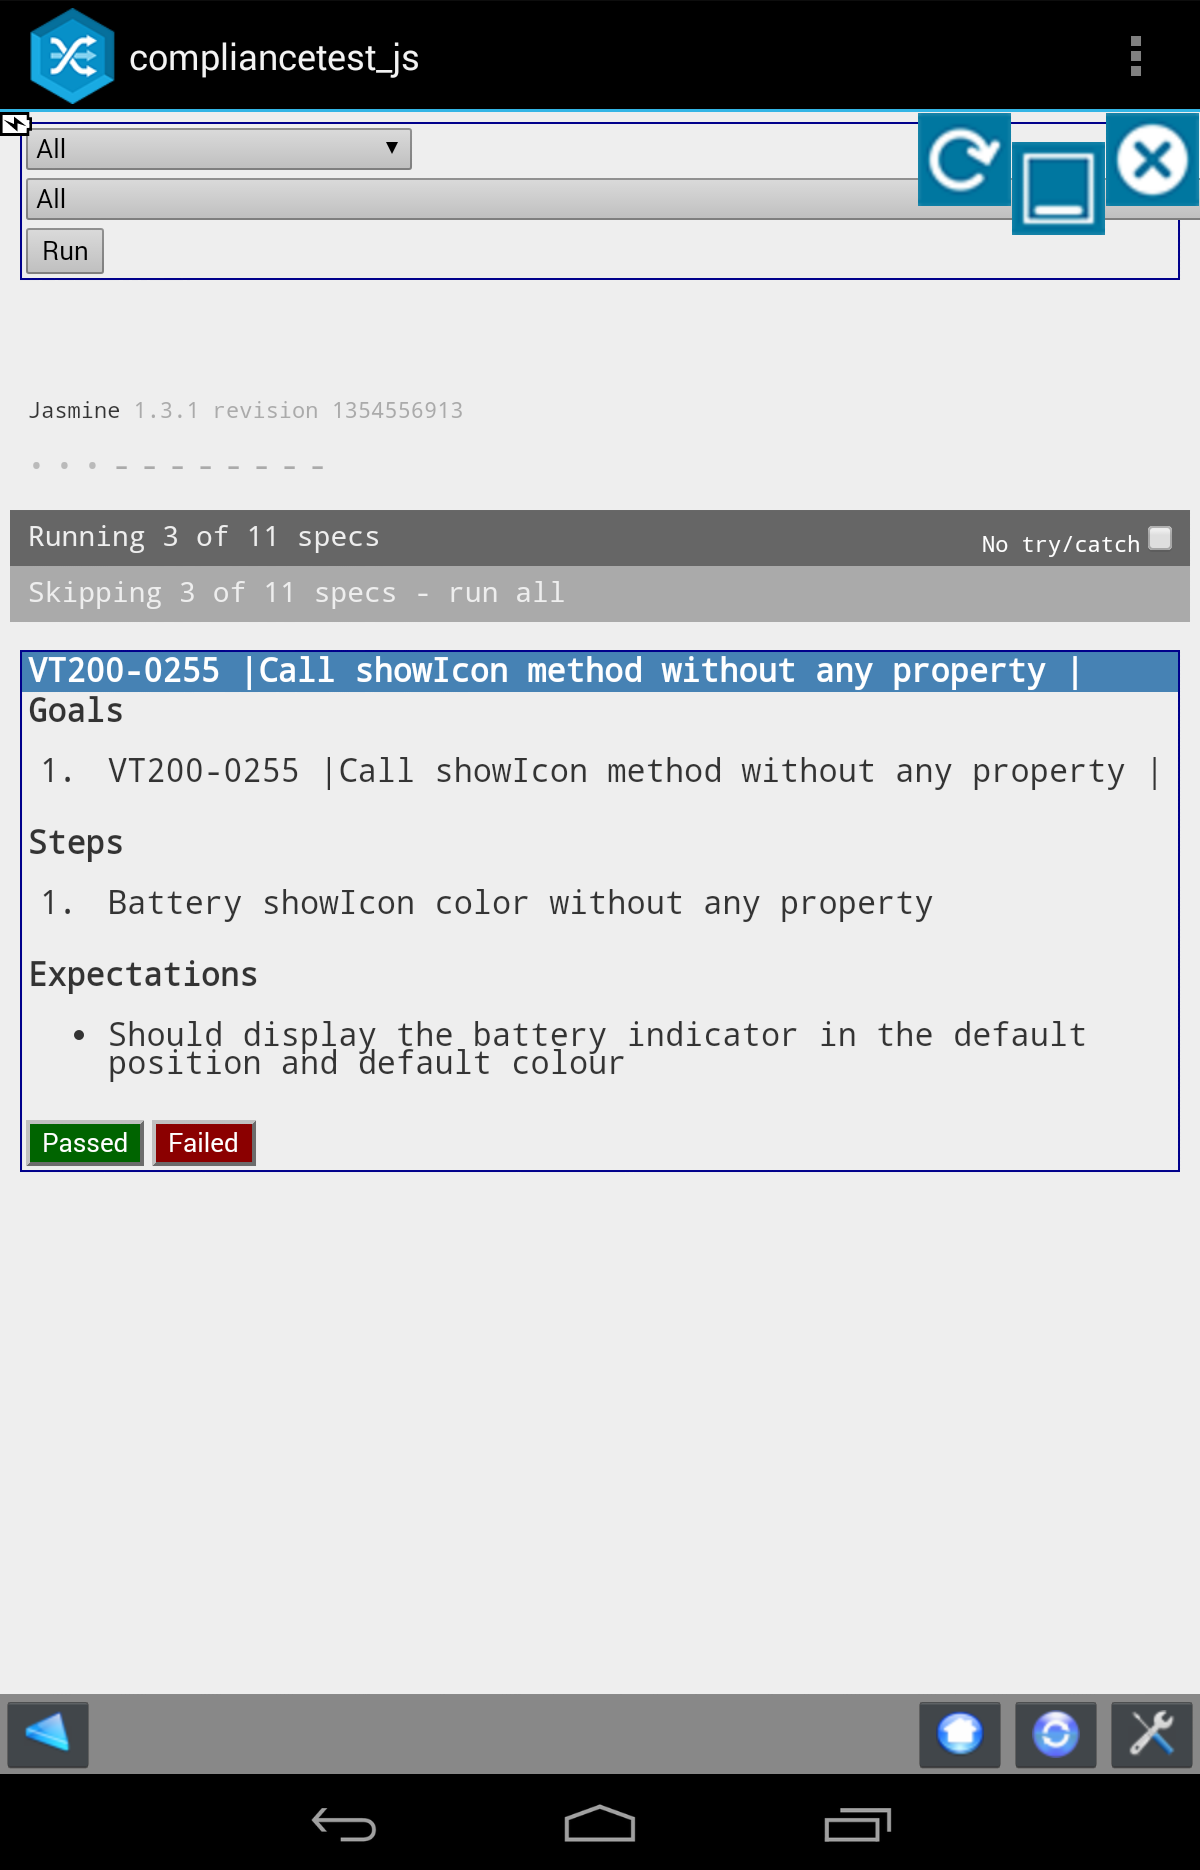 compliancetest_js
All
All
Run
Jasmine 1.3.1 revision 1354556913
Running 3 of 11 specs
No try/catch
Skipping 3 of 11 specs - run all
VT200-0255 |Call showIcon method without any property |
Goals
1. VT200-0255 |Call showIcon method without any property |
Steps
1. Battery showIcon color without any property
Expectations
• Should display the battery indicator in the default
position and default colour
Passed Failed